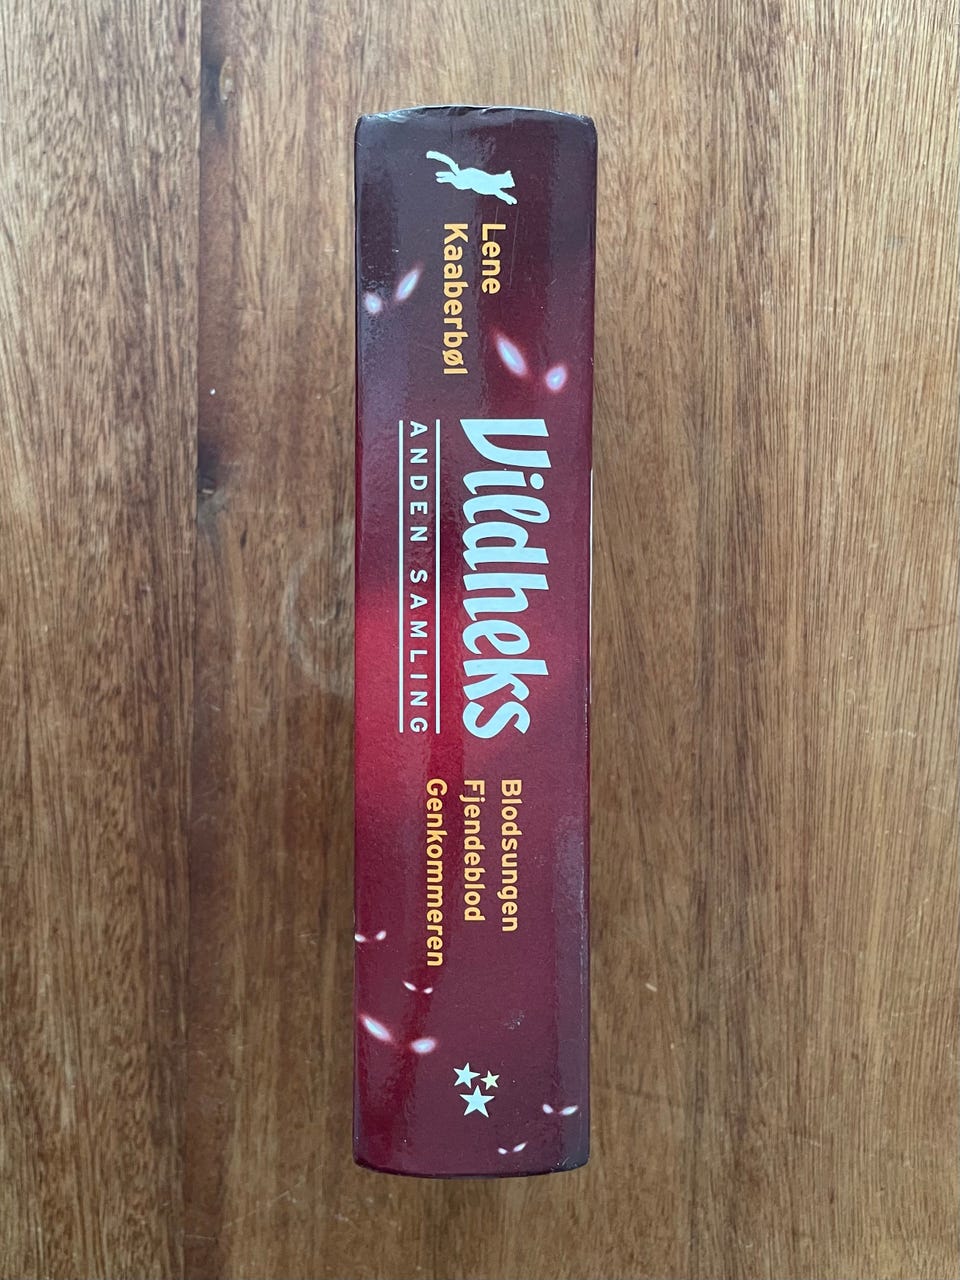 Lene
Kaaberbøl
Vildheks
ANDEN SAMLING
Blodsungen
Fjendeblod
Genkommeren